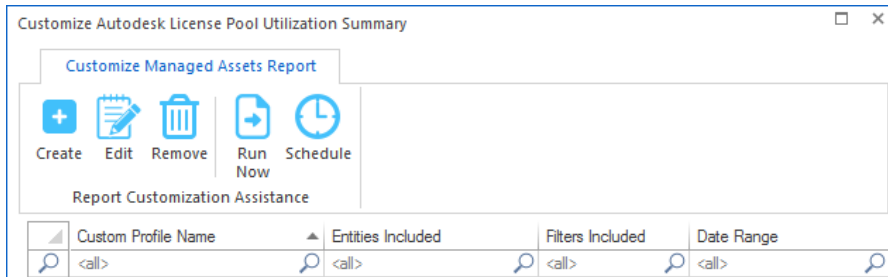 Customize Autodesk License Pool Utilization Summary
Customize Managed Assets Report
Create Edit Remove Run Now Schedule
Report Customization Assistance
Custom Profile Name Entities Included Filters Included Date Range
<all> <all> <all> <all>